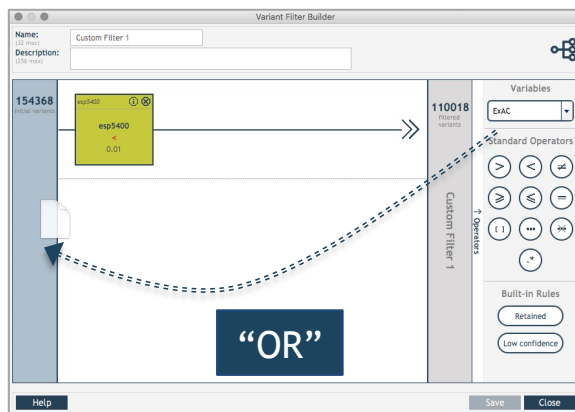 Variant Filter Builder
Name:
(32 max)
Custom Filter 1
Description:
(256 max)
154368
initial variants
esp5400
esp5400
<
0.01
110018
filtered
variants
Custom Filter 1
↑ Operators
Variables
ExAC
Standard Operators
> < ≠
⩾ ⩽ =
[ ] •••
.*
Built-in Rules
Retained
Low confidence
“OR”
Help
Save
Close